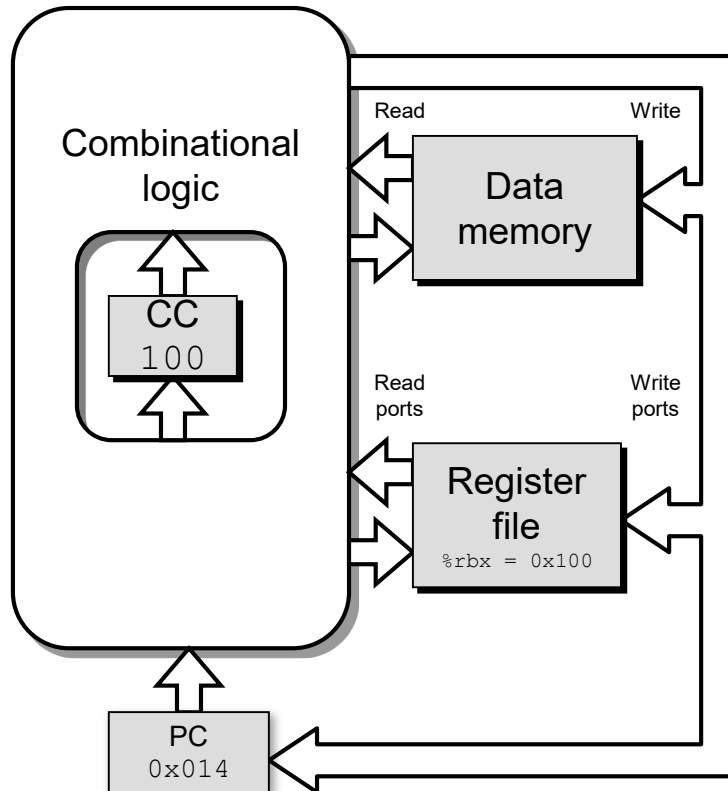 Combinational
logic
CC
100
Read
Write
Data
memory
Read
ports
Write
ports
Register
file
%rbx = 0x100
PC
0x014